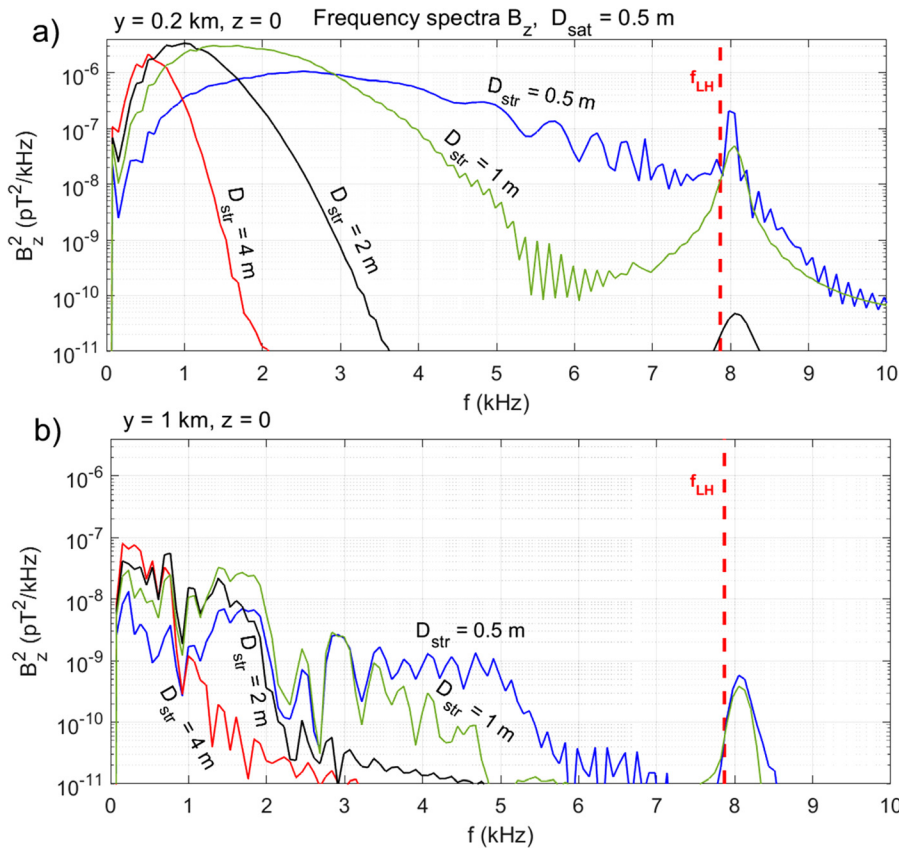 y = 0.2 km, z = 0 Frequency spectra B_z, D_sat = 0.5 m
a)
10^-6
10^-7
10^-8
10^-9
10^-10
10^-11
B_z^2 (pT^2/kHz)
D_str = 0.5 m
D_str = 1 m
D_str = 2 m
D_str = 4 m
f_LH
0 1 2 3 4 5 6 7 8 9 10
f (kHz)
b)
y = 1 km, z = 0
10^-6
10^-7
10^-8
10^-9
10^-10
10^-11
B_z^2 (pT^2/kHz)
f_LH
D_str = 0.5 m
D_str = 1 m
D_str = 2 m
D_str = 4 m
0 1 2 3 4 5 6 7 8 9 10
f (kHz)